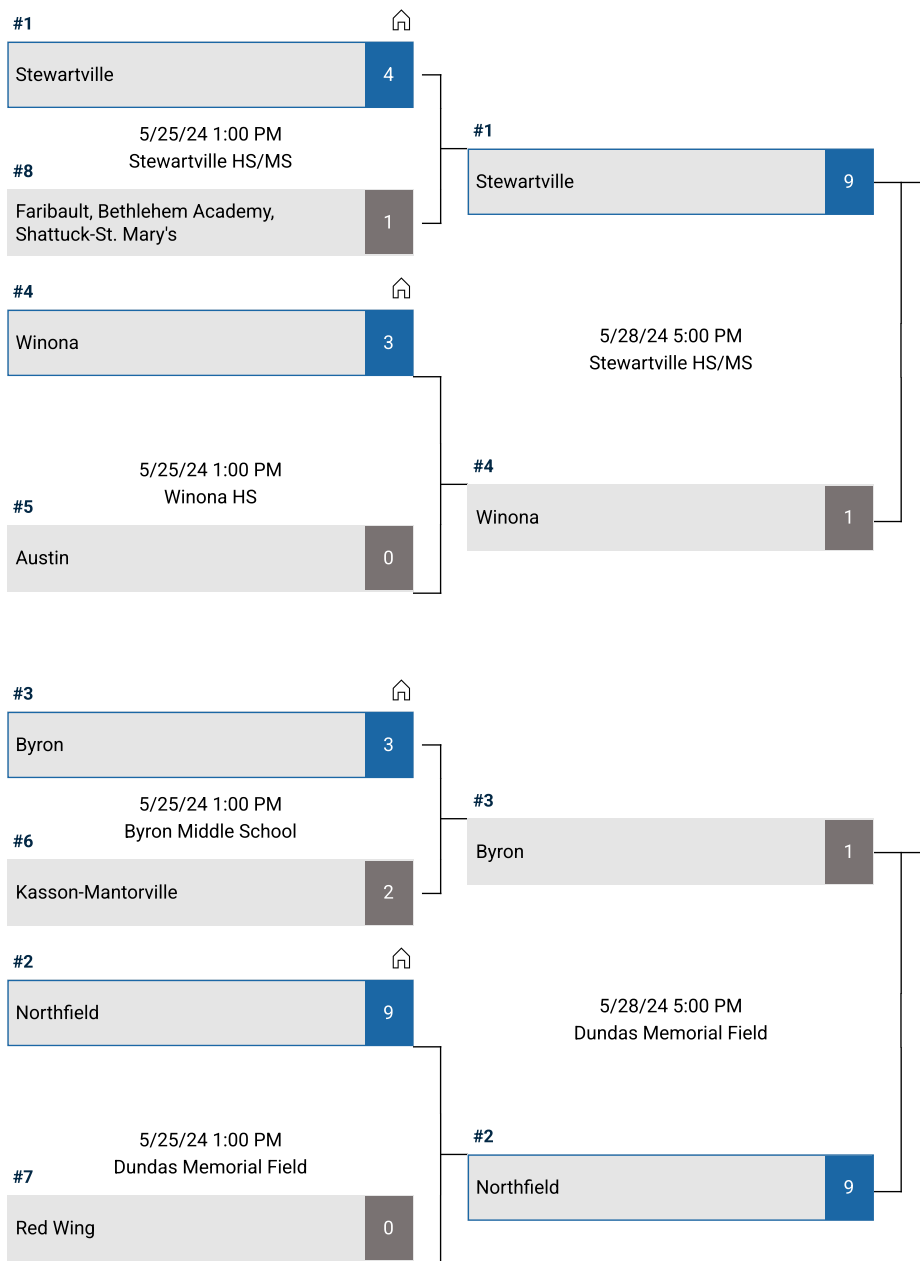 #1
Stewartville
4
5/25/24 1:00 PM
Stewartville HS/MS
#8
Faribault, Bethlehem Academy,
Shattuck-St. Mary's
1
#4
Winona
3
5/25/24 1:00 PM
Winona HS
#5
Austin
0
#1
Stewartville
9
5/28/24 5:00 PM
Stewartville HS/MS
#4
Winona
1
#3
Byron
3
5/25/24 1:00 PM
Byron Middle School
#6
Kasson-Mantorville
2
#2
Northfield
9
5/25/24 1:00 PM
Dundas Memorial Field
#7
Red Wing
0
#3
Byron
1
5/28/24 5:00 PM
Dundas Memorial Field
#2
Northfield
9